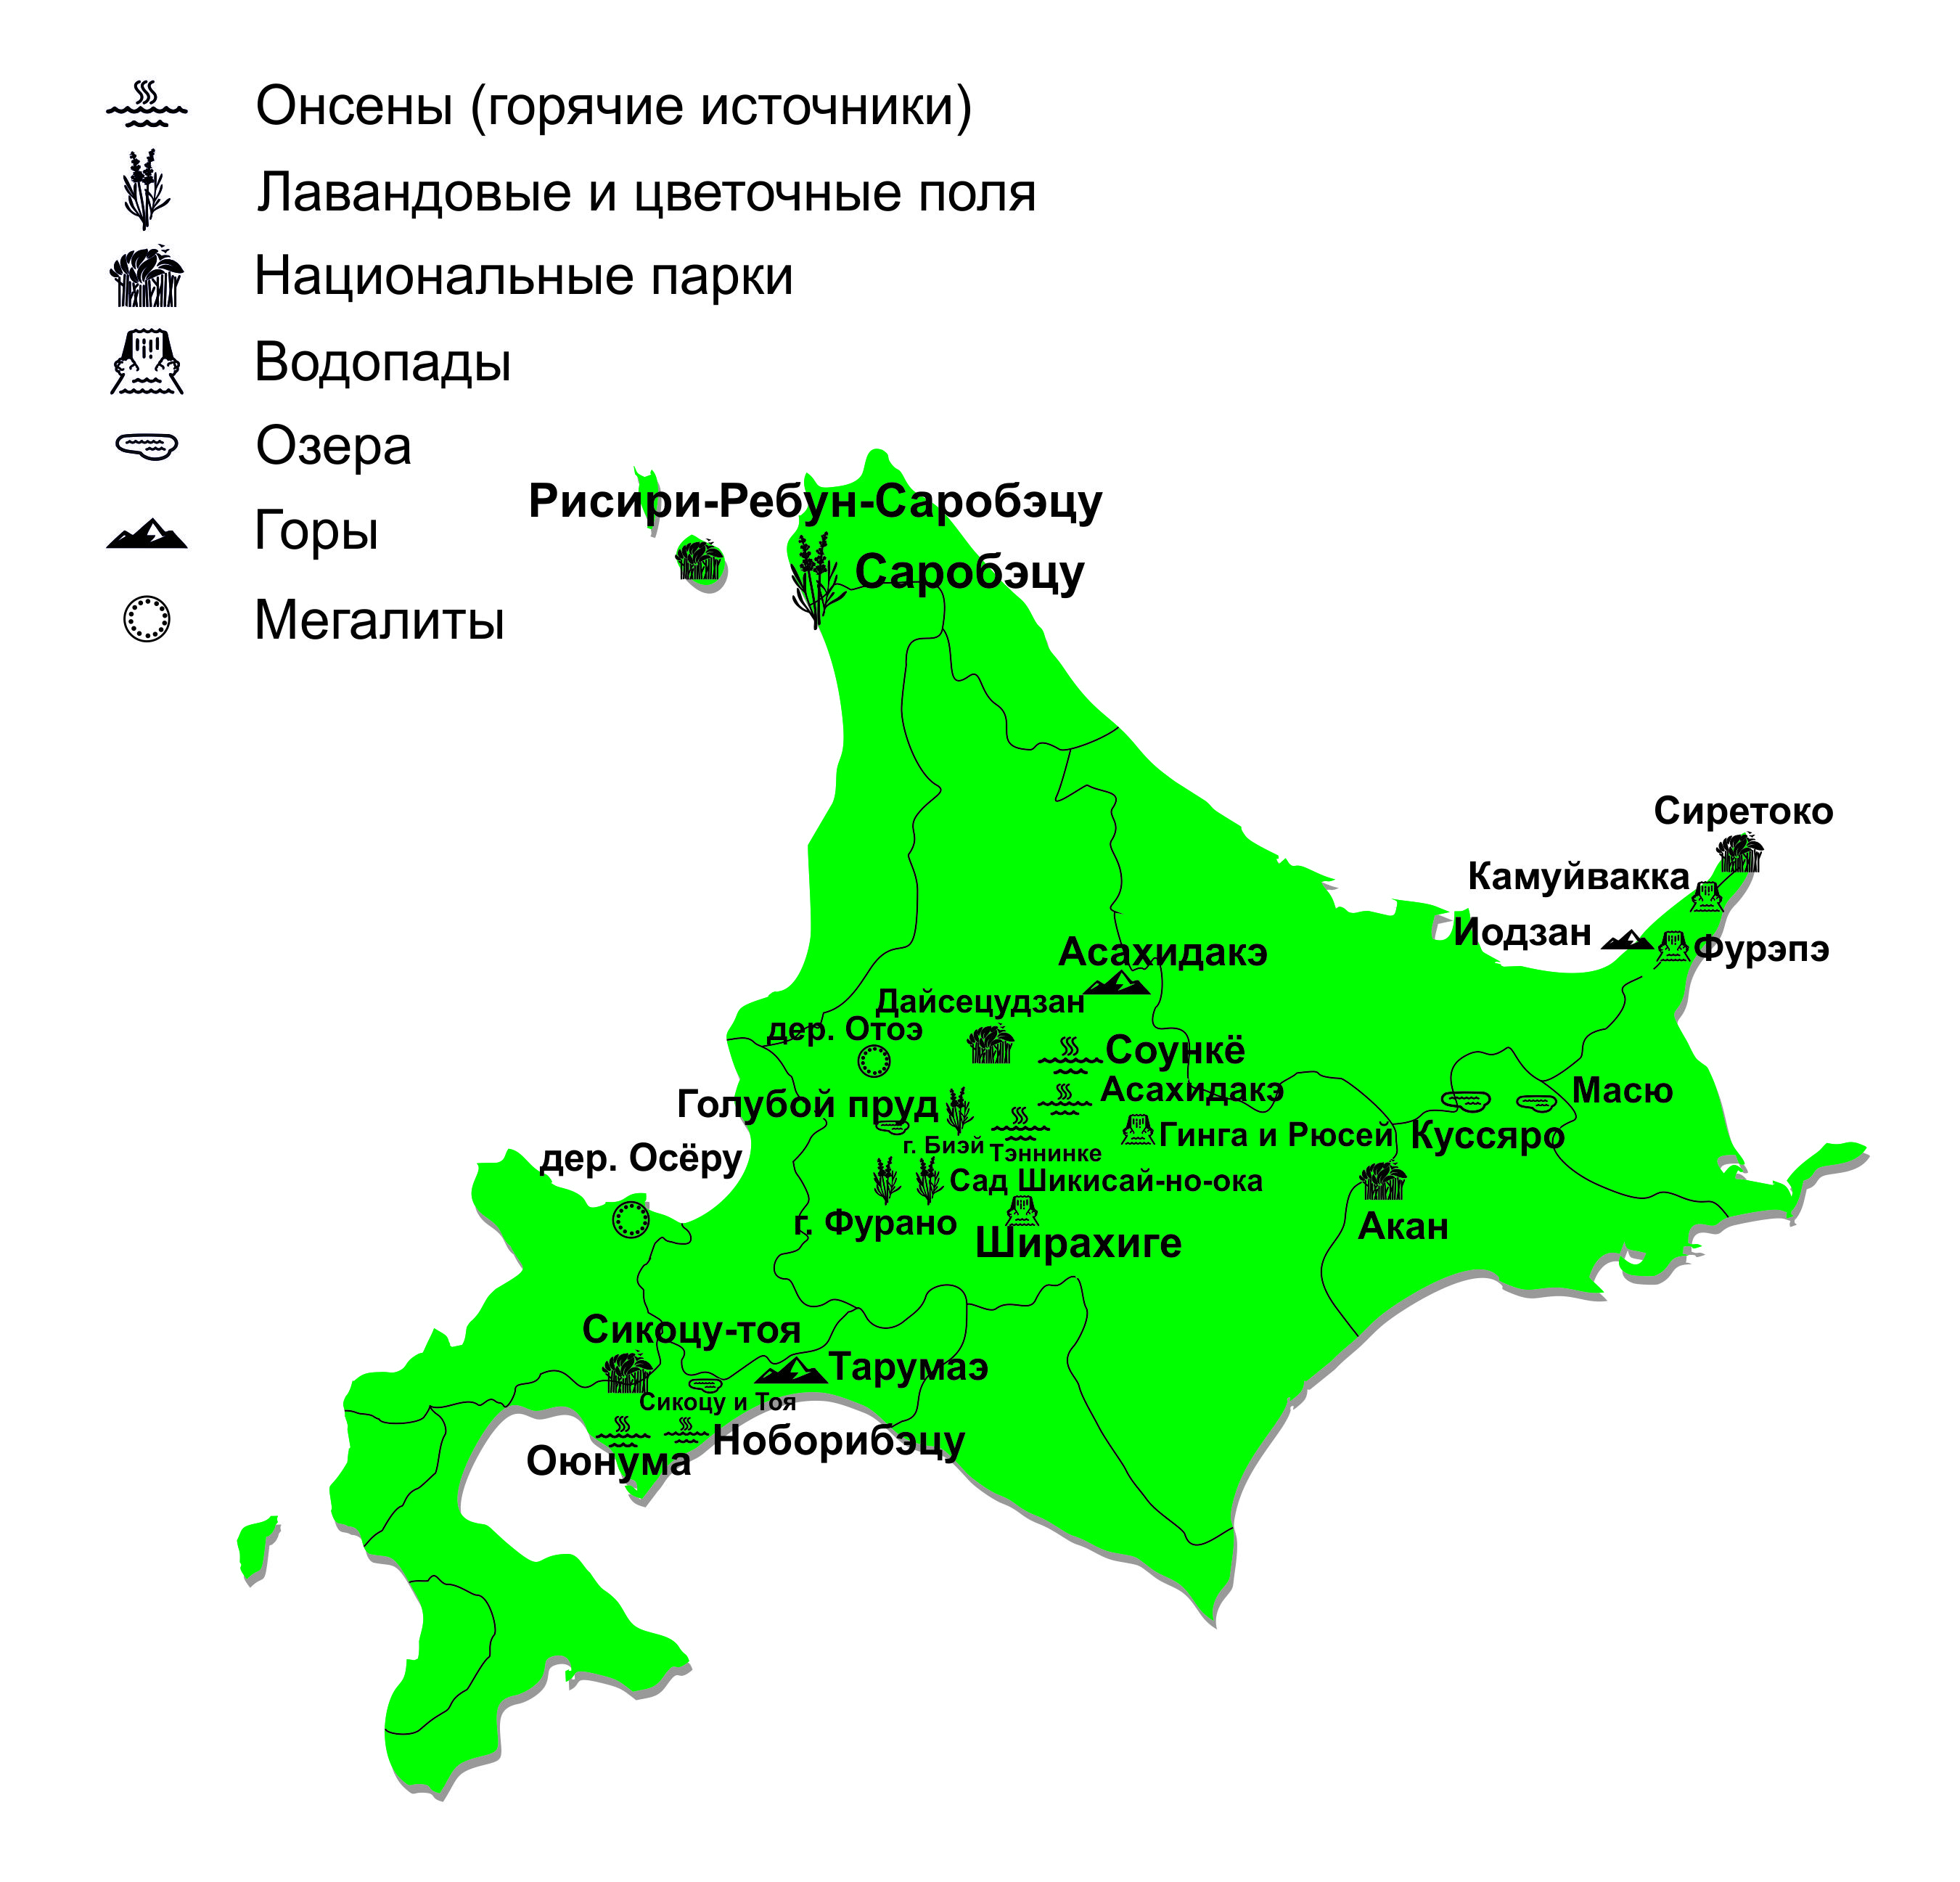 Онсены (горячие источники)
Лавандовые и цветочные поля
Национальные парки
Водопады
Озера
Горы
Мегалиты
Рисири-Ребун-Саробэцу
Саробэцу
Сиретоко
Камуйвакка
Иодзан
Фурэпэ
Асахидакэ
Дайсецудзан
дер. Отоэ
Соункё
Асахидакэ
Масю
Голубой пруд
г. Биэй
Тэннинке
Гинга и Рюсей
Куссяро
дер. Осёру
Сад Шикисай-но-ока
г. Фурано
Ширахиге
Акан
Сикоцу-тоя
Тарумаэ
Сикоцу и Тоя
Ноборибэцу
Оюнума